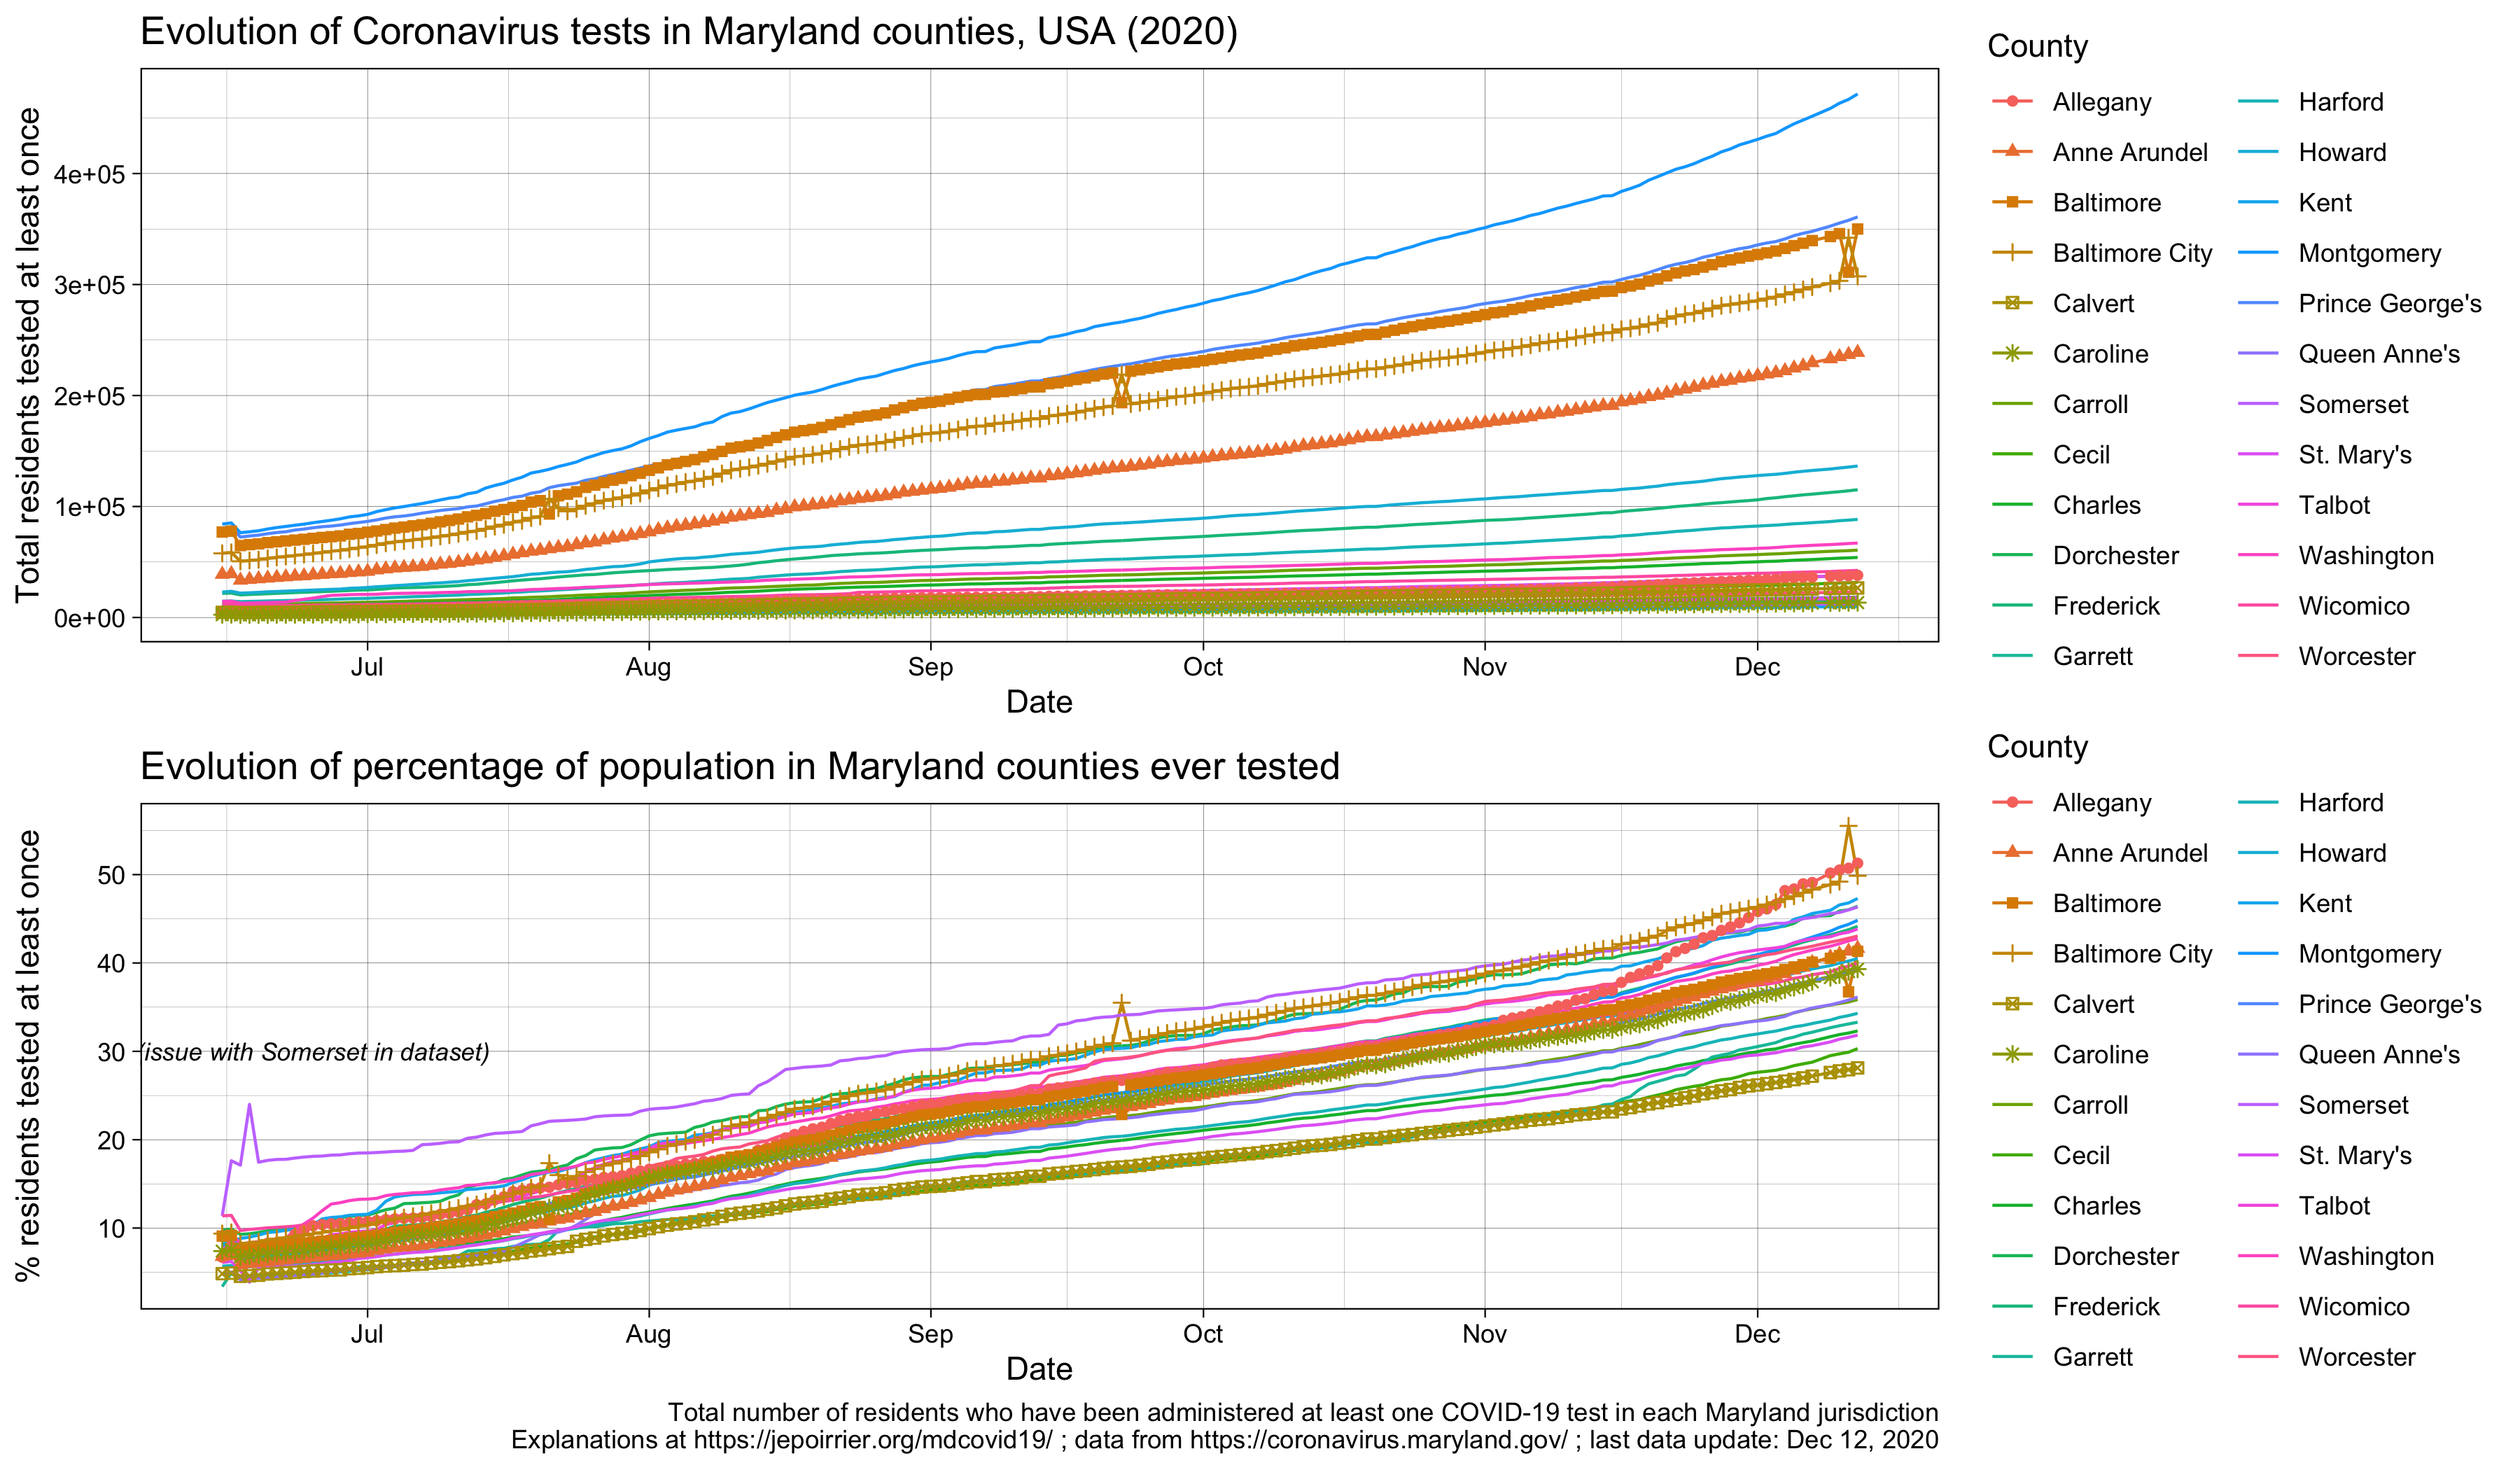 Evolution of Coronavirus tests in Maryland counties, USA (2020)
Total residents tested at least once
4e+05
3e+05
2e+05
1e+05
0e+00
Jul Aug Sep Oct Nov Dec
Date
County
Allegany Harford
Anne Arundel Howard
Baltimore Kent
Baltimore City Montgomery
Calvert Prince George's
Caroline Queen Anne's
Carroll Somerset
Cecil St. Mary's
Charles Talbot
Dorchester Washington
Frederick Wicomico
Garrett Worcester
Evolution of percentage of population in Maryland counties ever tested
% residents tested at least once
50
40
30
20
10
(issue with Somerset in dataset)
Jul Aug Sep Oct Nov Dec
Date
County
Allegany Harford
Anne Arundel Howard
Baltimore Kent
Baltimore City Montgomery
Calvert Prince George's
Caroline Queen Anne's
Carroll Somerset
Cecil St. Mary's
Charles Talbot
Dorchester Washington
Frederick Wicomico
Garrett Worcester
Total number of residents who have been administered at least one COVID-19 test in each Maryland jurisdiction
Explanations at https://jepoirrier.org/mdcovid19/ ; data from https://coronavirus.maryland.gov/ ; last data update: Dec 12, 2020